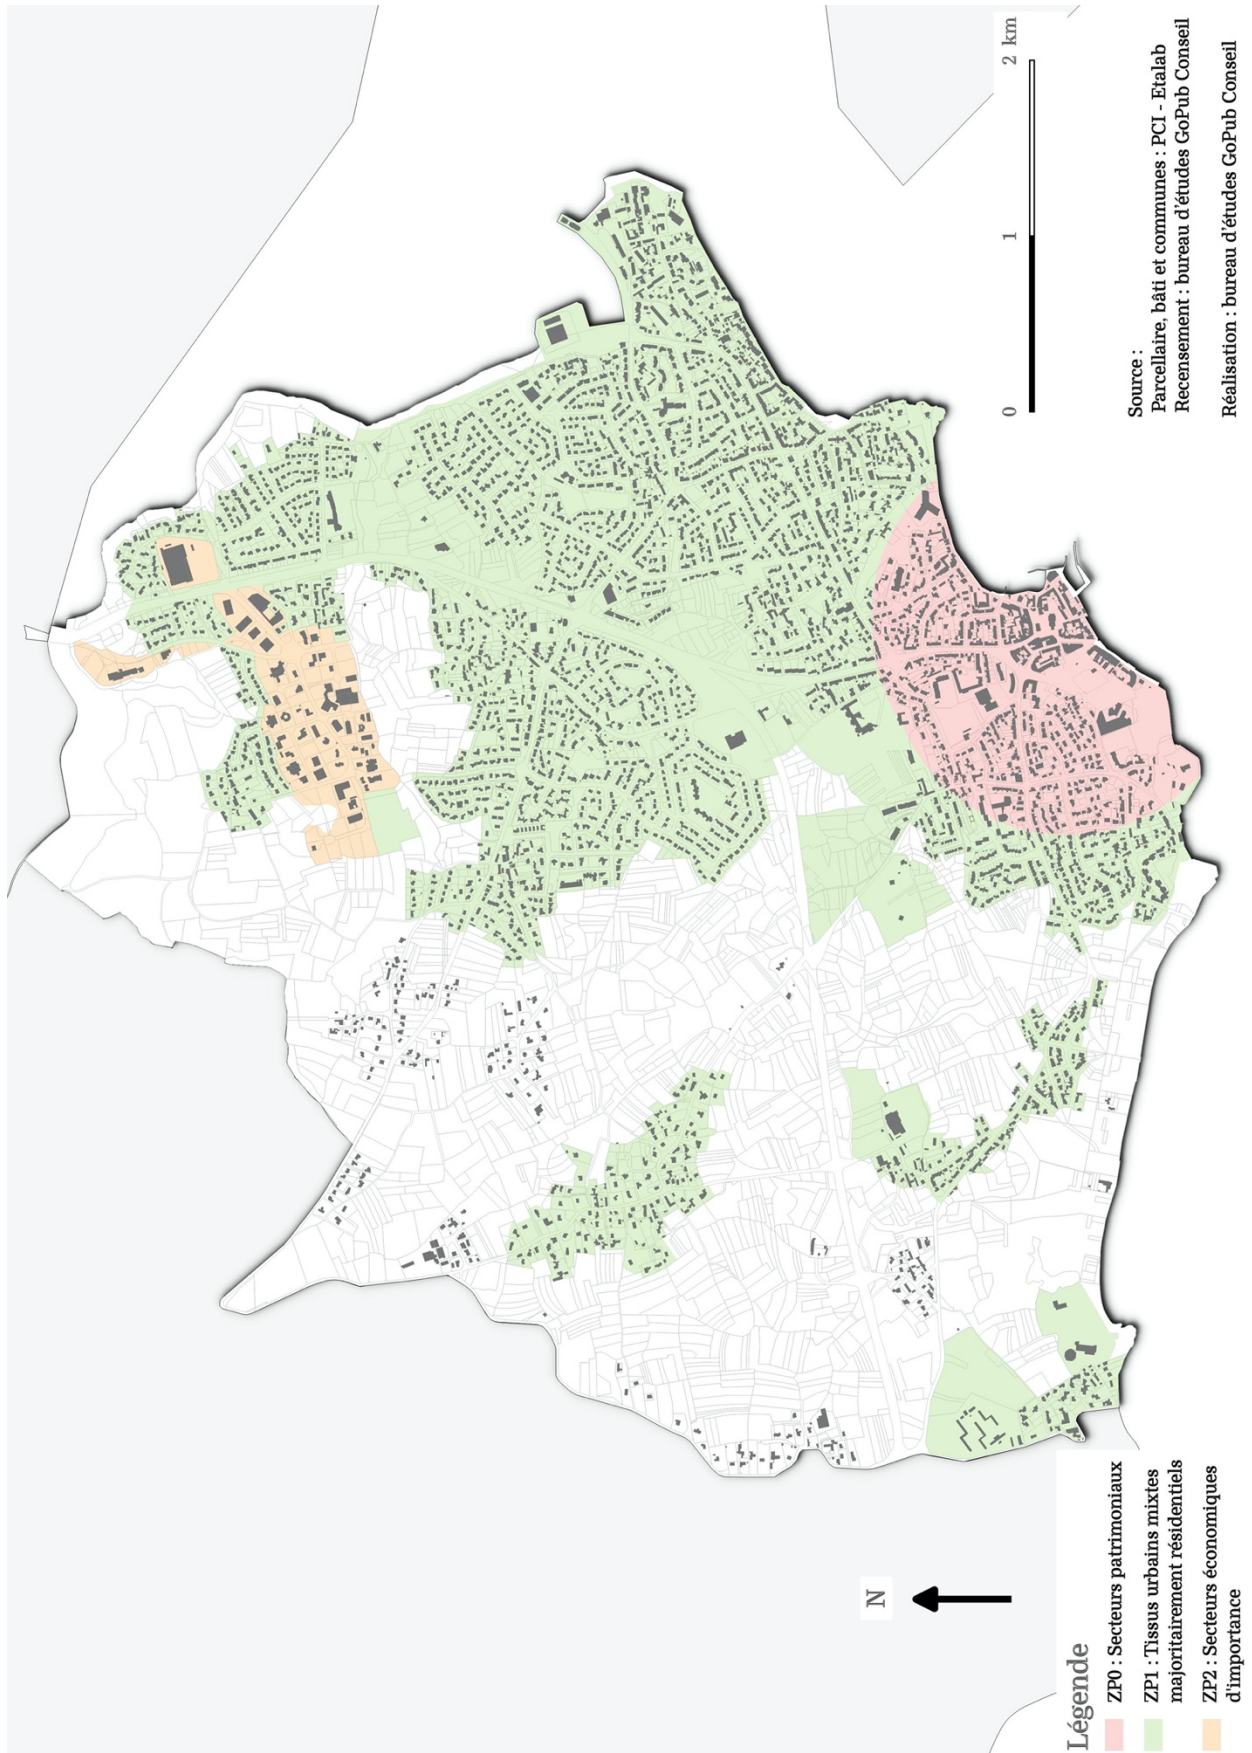 N
Légende
ZP0 : Secteurs patrimoniaux
ZP1 : Tissus urbains mixtes
majoritairement résidentiels
ZP2 : Secteurs économiques
d'importance
0 1 2 km
Source :
Parcellaire, bâti et communes : PCI - Etalab
Recensement : bureau d'études GoPub Conseil
Réalisation : bureau d'études GoPub Conseil